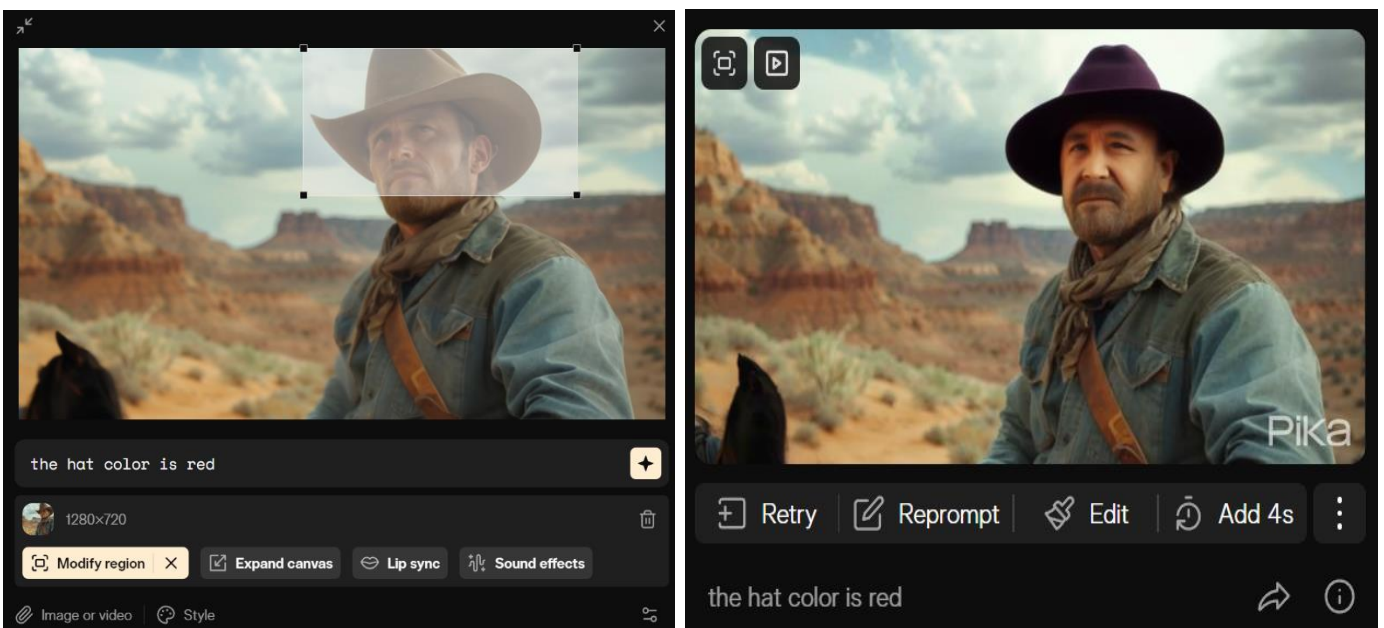 the hat color is red
1280×720
Modify region
Expand canvas
Lip sync
Sound effects
Image or video
Style
Pika
Retry
Reprompt
Edit
Add 4s
the hat color is red